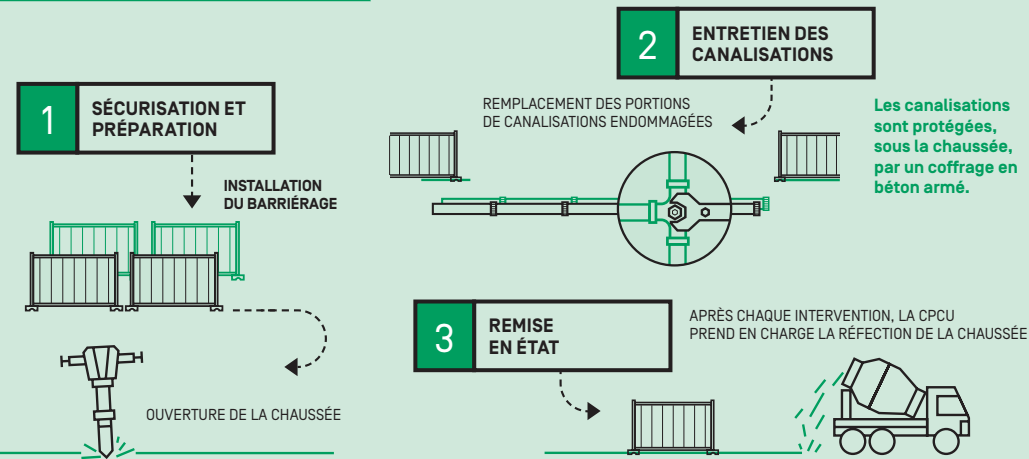 1
SÉCURISATION ET
PRÉPARATION
INSTALLATION
DU BARRIÉRAGE
OUVERTURE DE LA CHAUSSÉE
2
ENTRETIEN DES
CANALISATIONS
REMPLACEMENT DES PORTIONS
DE CANALISATIONS ENDOMMAGÉES
Les canalisations
sont protégées,
sous la chaussée,
par un coffrage en
béton armé.
3
REMISE
EN ÉTAT
APRÈS CHAQUE INTERVENTION, LA CPCU
PREND EN CHARGE LA RÉFECTION DE LA CHAUSSÉE